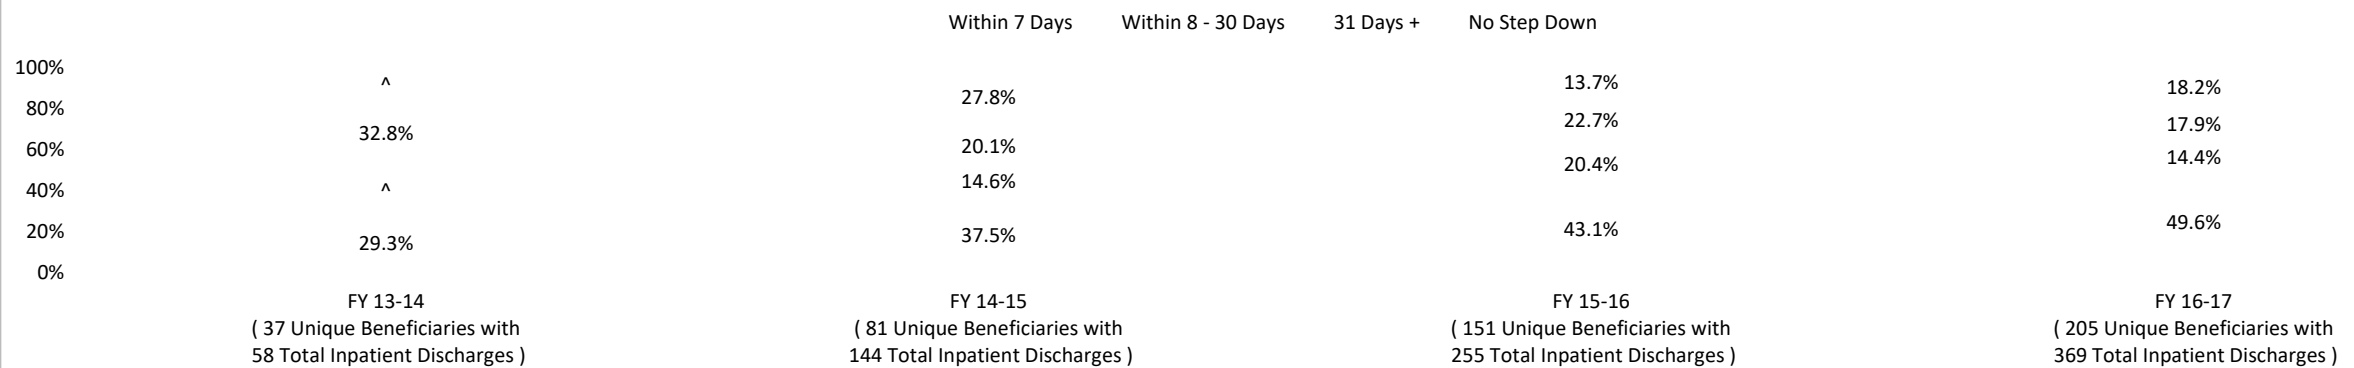 Within 7 Days Within 8 - 30 Days 31 Days + No Step Down
100%
80%
60%
40%
20%
0%
^
32.8%
^
29.3%
27.8%
20.1%
14.6%
37.5%
13.7%
22.7%
20.4%
43.1%
18.2%
17.9%
14.4%
49.6%
FY 13-14
( 37 Unique Beneficiaries with
58 Total Inpatient Discharges )
FY 14-15
( 81 Unique Beneficiaries with
144 Total Inpatient Discharges )
FY 15-16
( 151 Unique Beneficiaries with
255 Total Inpatient Discharges )
FY 16-17
( 205 Unique Beneficiaries with
369 Total Inpatient Discharges )